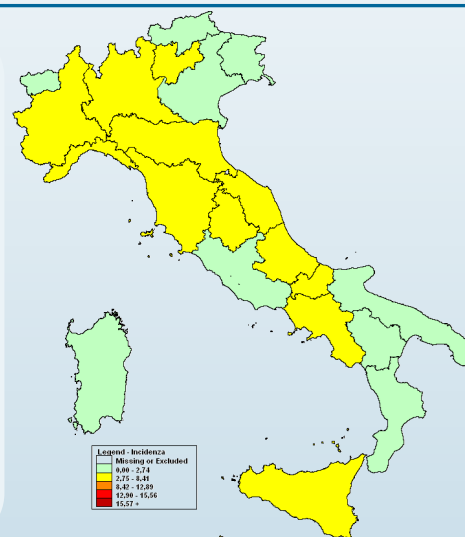 Legend - Incidenza
Missing or Excluded
0,00 - 2,74
2,75 - 8,41
8,42 - 12,89
12,90 - 15,56
15,57 +